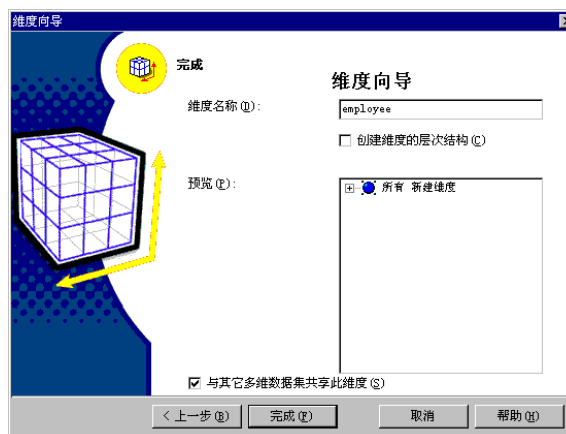 维度向导
完成
维度向导
维度名称(D):
employee
创建维度的层次结构(C)
预览(P):
所有 新建维度
与其它多维数据集共享此维度(S)
< 上一步(B)
完成(F)
取消
帮助(H)